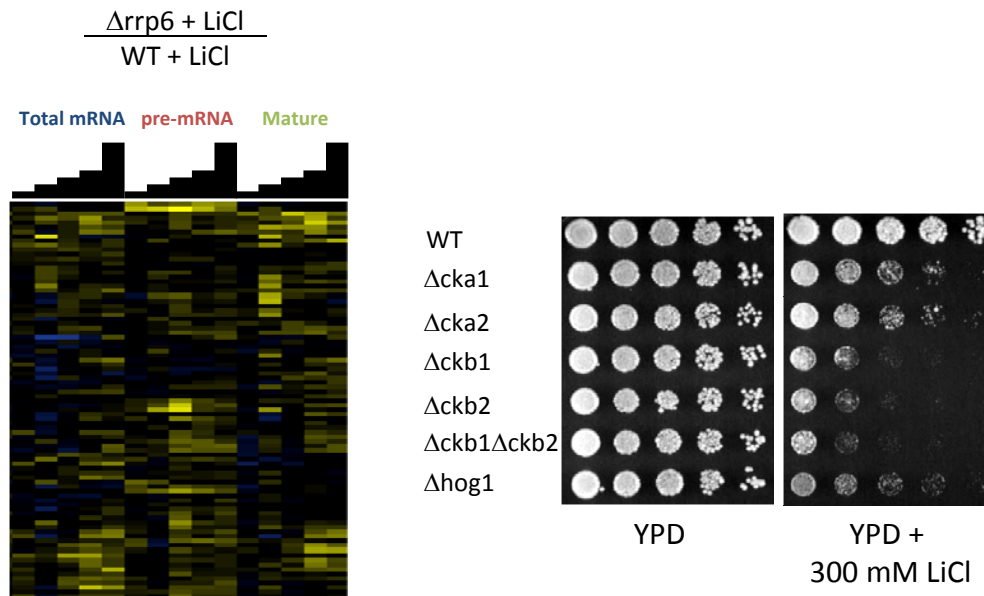 Δrrp6 + LiCl
WT + LiCl
Total mRNA pre-mRNA Mature
WT
Δcka1
Δcka2
Δckb1
Δckb2
Δckb1Δckb2
Δhog1
YPD
YPD +
300 mM LiCl